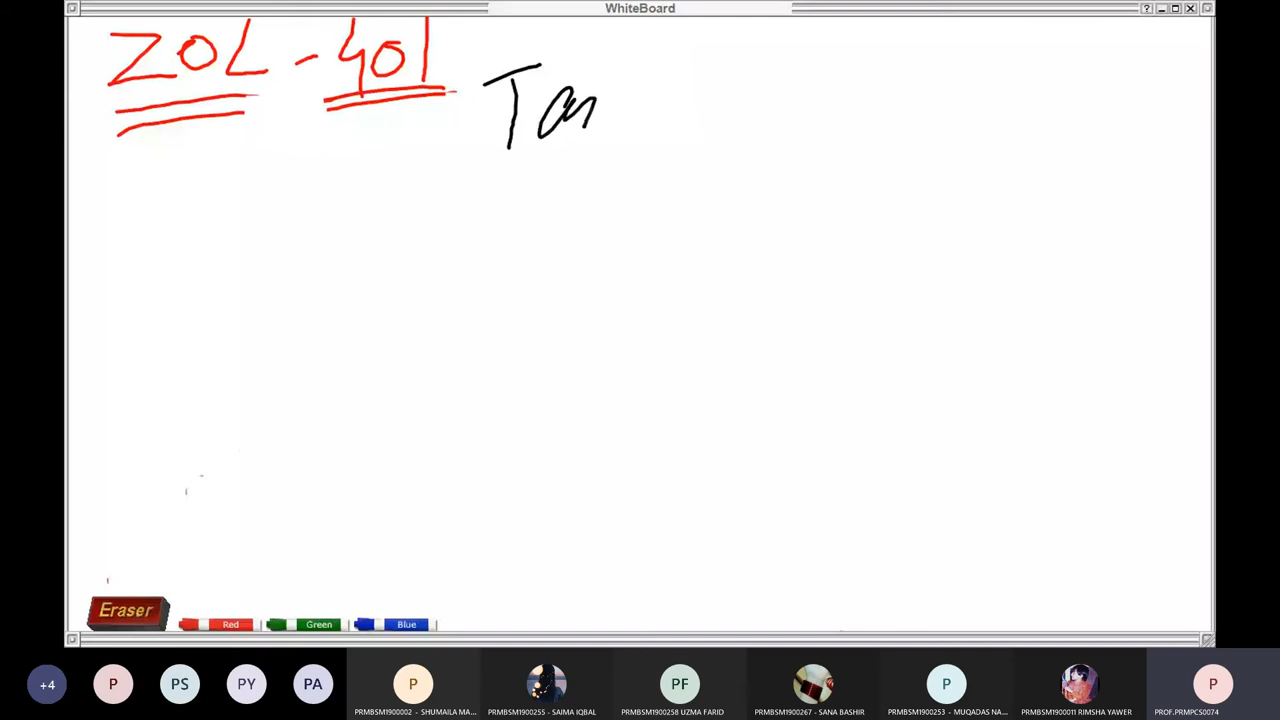 WhiteBoard
ZOL - 401
Tan
Eraser
Red
Green
Blue
+4
P
PS
PY
PA
P
PF
P
P
PRMBSM1900002 - SHUMAILA MA...
PRMBSM1900255 - SAIMA IQBAL
PRMBSM1900258 UZMA FARID
PRMBSM1900267 - SANA BASHIR
PRMBSM1900253 - MUQADAS NA...
PRMBSM1900011 RIMSHA YAWER
PROF.PRMPCS0074